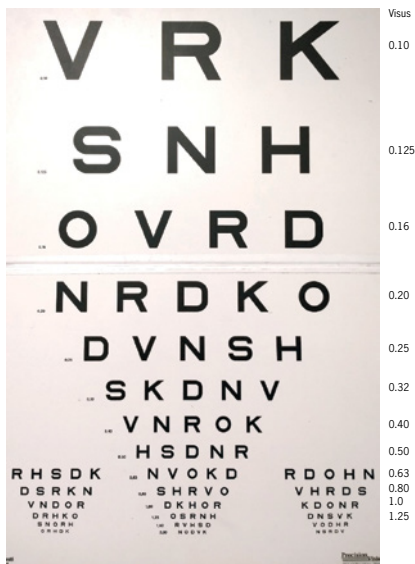 Visus
V R K 0.10
S N H 0.125
O V R D 0.16
N R D K O 0.20
D V N S H 0.25
S K D N V 0.32
V N R O K 0.40
H S D N R 0.50
R H S D K N V O K D R D O H N 0.63
D S R K N S H R V O V H R D S 0.80
V N D O R D K H O R K D O N R 1.0
D R H K O O S R N H D N S V K 1.25
Precision